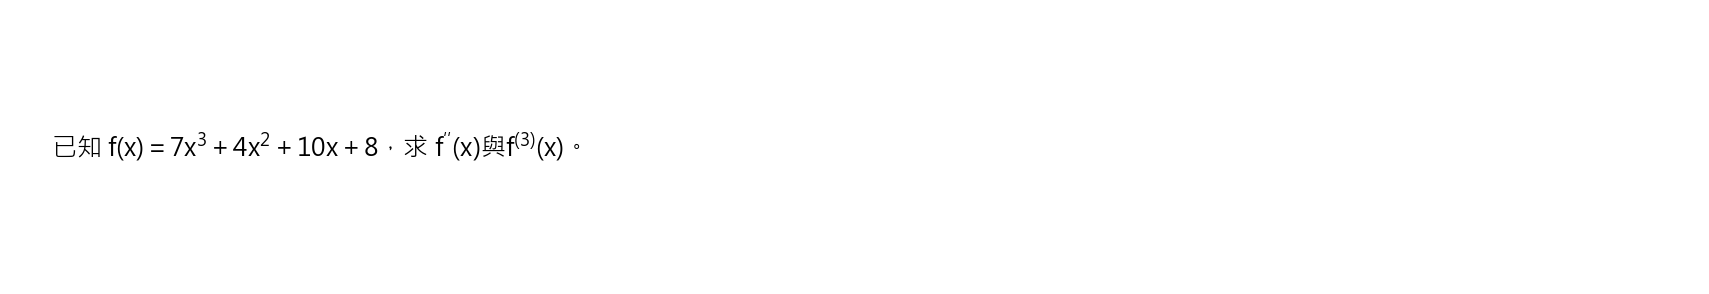 已知 f(x) = 7x³ + 4x² + 10x + 8，求 f′′(x)與f⁽³⁾(x)。